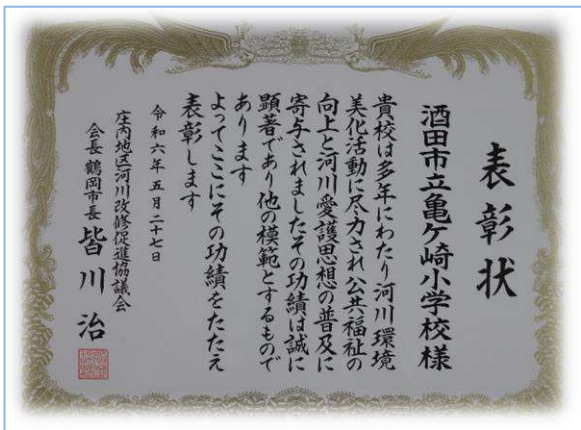 表彰状
酒田市立亀ケ崎小学校様
貴校は多年にわたり河川環境
美化活動に尽力され公共福祉の
向上と河川愛護思想の普及に
寄与されましたその功績は誠に
顕著であり他の模範とするもので
あります
よってここにその功績をたたえ
表彰します
令和六年五月二十七日
庄内地区河川改修促進協議会
会長 鶴岡市長 皆川 治